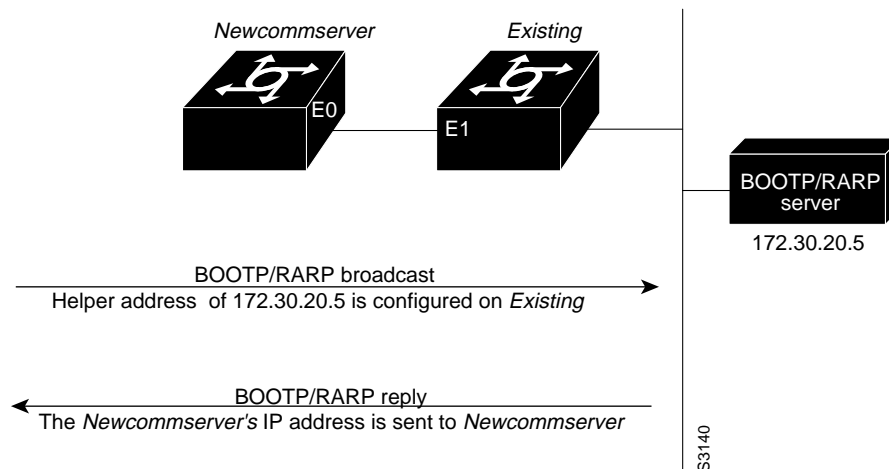 Newcommserver
Existing
E0
E1
BOOTP/RARP
server
172.30.20.5
BOOTP/RARP broadcast
Helper address of 172.30.20.5 is configured on Existing
BOOTP/RARP reply
The Newcommserver's IP address is sent to Newcommserver
S3140